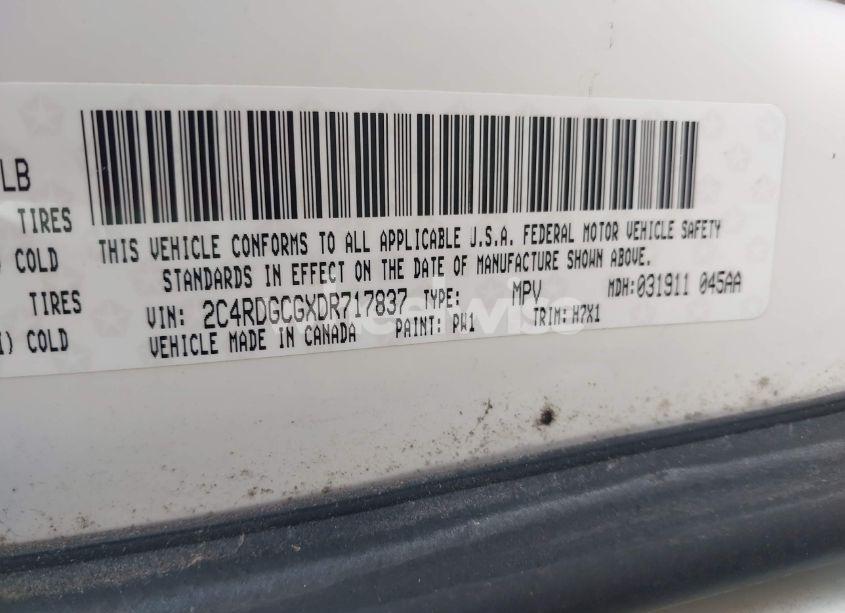 LB
TIRES
COLD
TIRES
I) COLD
THIS VEHICLE CONFORMS TO ALL APPLICABLE U.S.A. FEDERAL MOTOR VEHICLE SAFETY
STANDARDS IN EFFECT ON THE DATE OF MANUFACTURE SHOWN ABOVE.
VIN: 2C4RDGCGXDR717837 TYPE: MPV MDH:031911 045AA
VEHICLE MADE IN CANADA PAINT: PW1 TRIM: H7X1